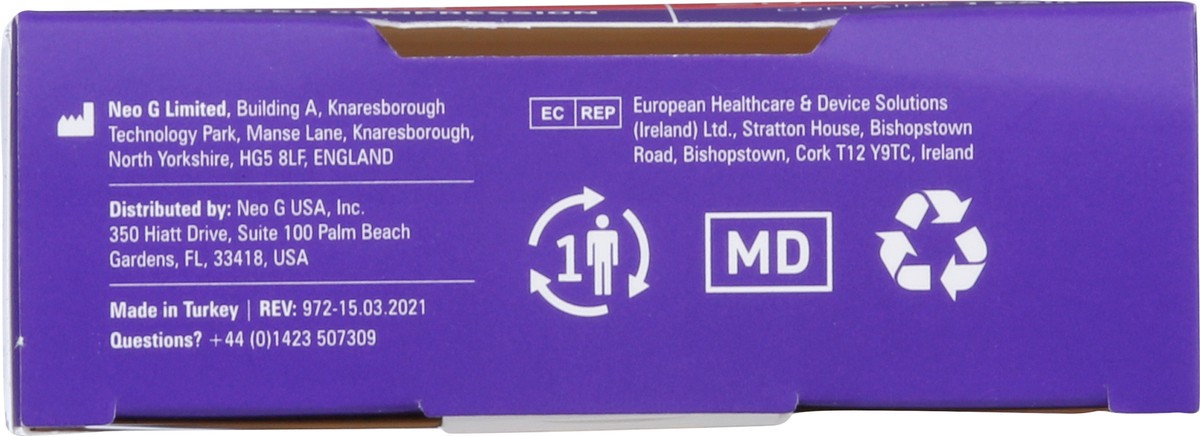 COMPRESSION
Neo G Limited, Building A, Knaresborough
Technology Park, Manse Lane, Knaresborough,
North Yorkshire, HG5 8LF, ENGLAND
Distributed by: Neo G USA, Inc.
350 Hiatt Drive, Suite 100 Palm Beach
Gardens, FL, 33418, USA
Made in Turkey | REV: 972-15.03.2021
Questions? +44 (0)1423 507309
EC REP
European Healthcare & Device Solutions
(Ireland) Ltd., Stratton House, Bishopstown
Road, Bishopstown, Cork T12 Y9TC, Ireland
1
MD